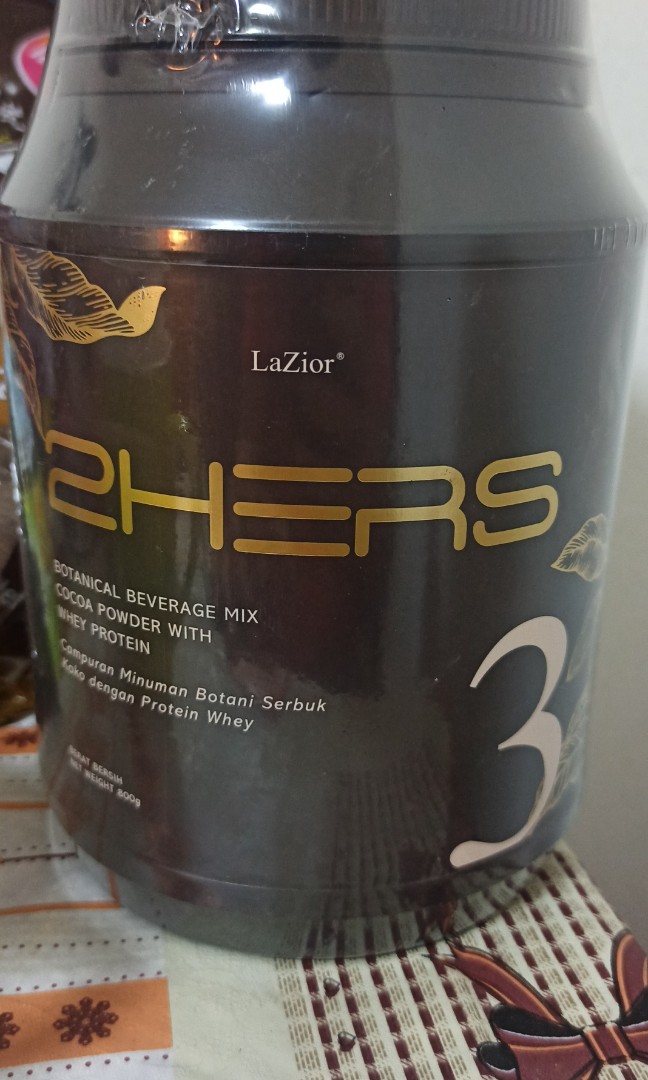 LaZior®
2HERS
BOTANICAL BEVERAGE MIX
COCOA POWDER WITH
WHEY PROTEIN
Campuran Minuman Botani Serbuk
Koko dengan Protein Whey
BERAT BERSIH
NET WEIGHT 800g
3